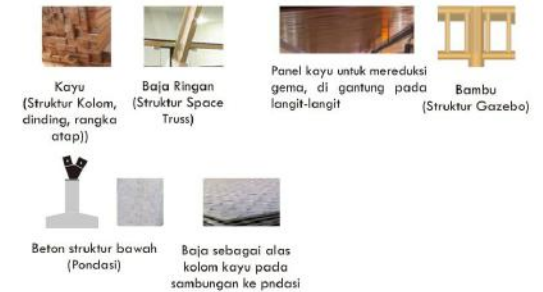 Kayu
(Struktur Kolom,
dinding, rangka
atap))
Baja Ringan
(Struktur Space
Truss)
Panel kayu untuk mereduksi
gema, di gantung pada
langit-langit
Bambu
(Struktur Gazebo)
Beton struktur bawah
(Pondasi)
Baja sebagai alas
kolom kayu pada
sambungan ke pndasi